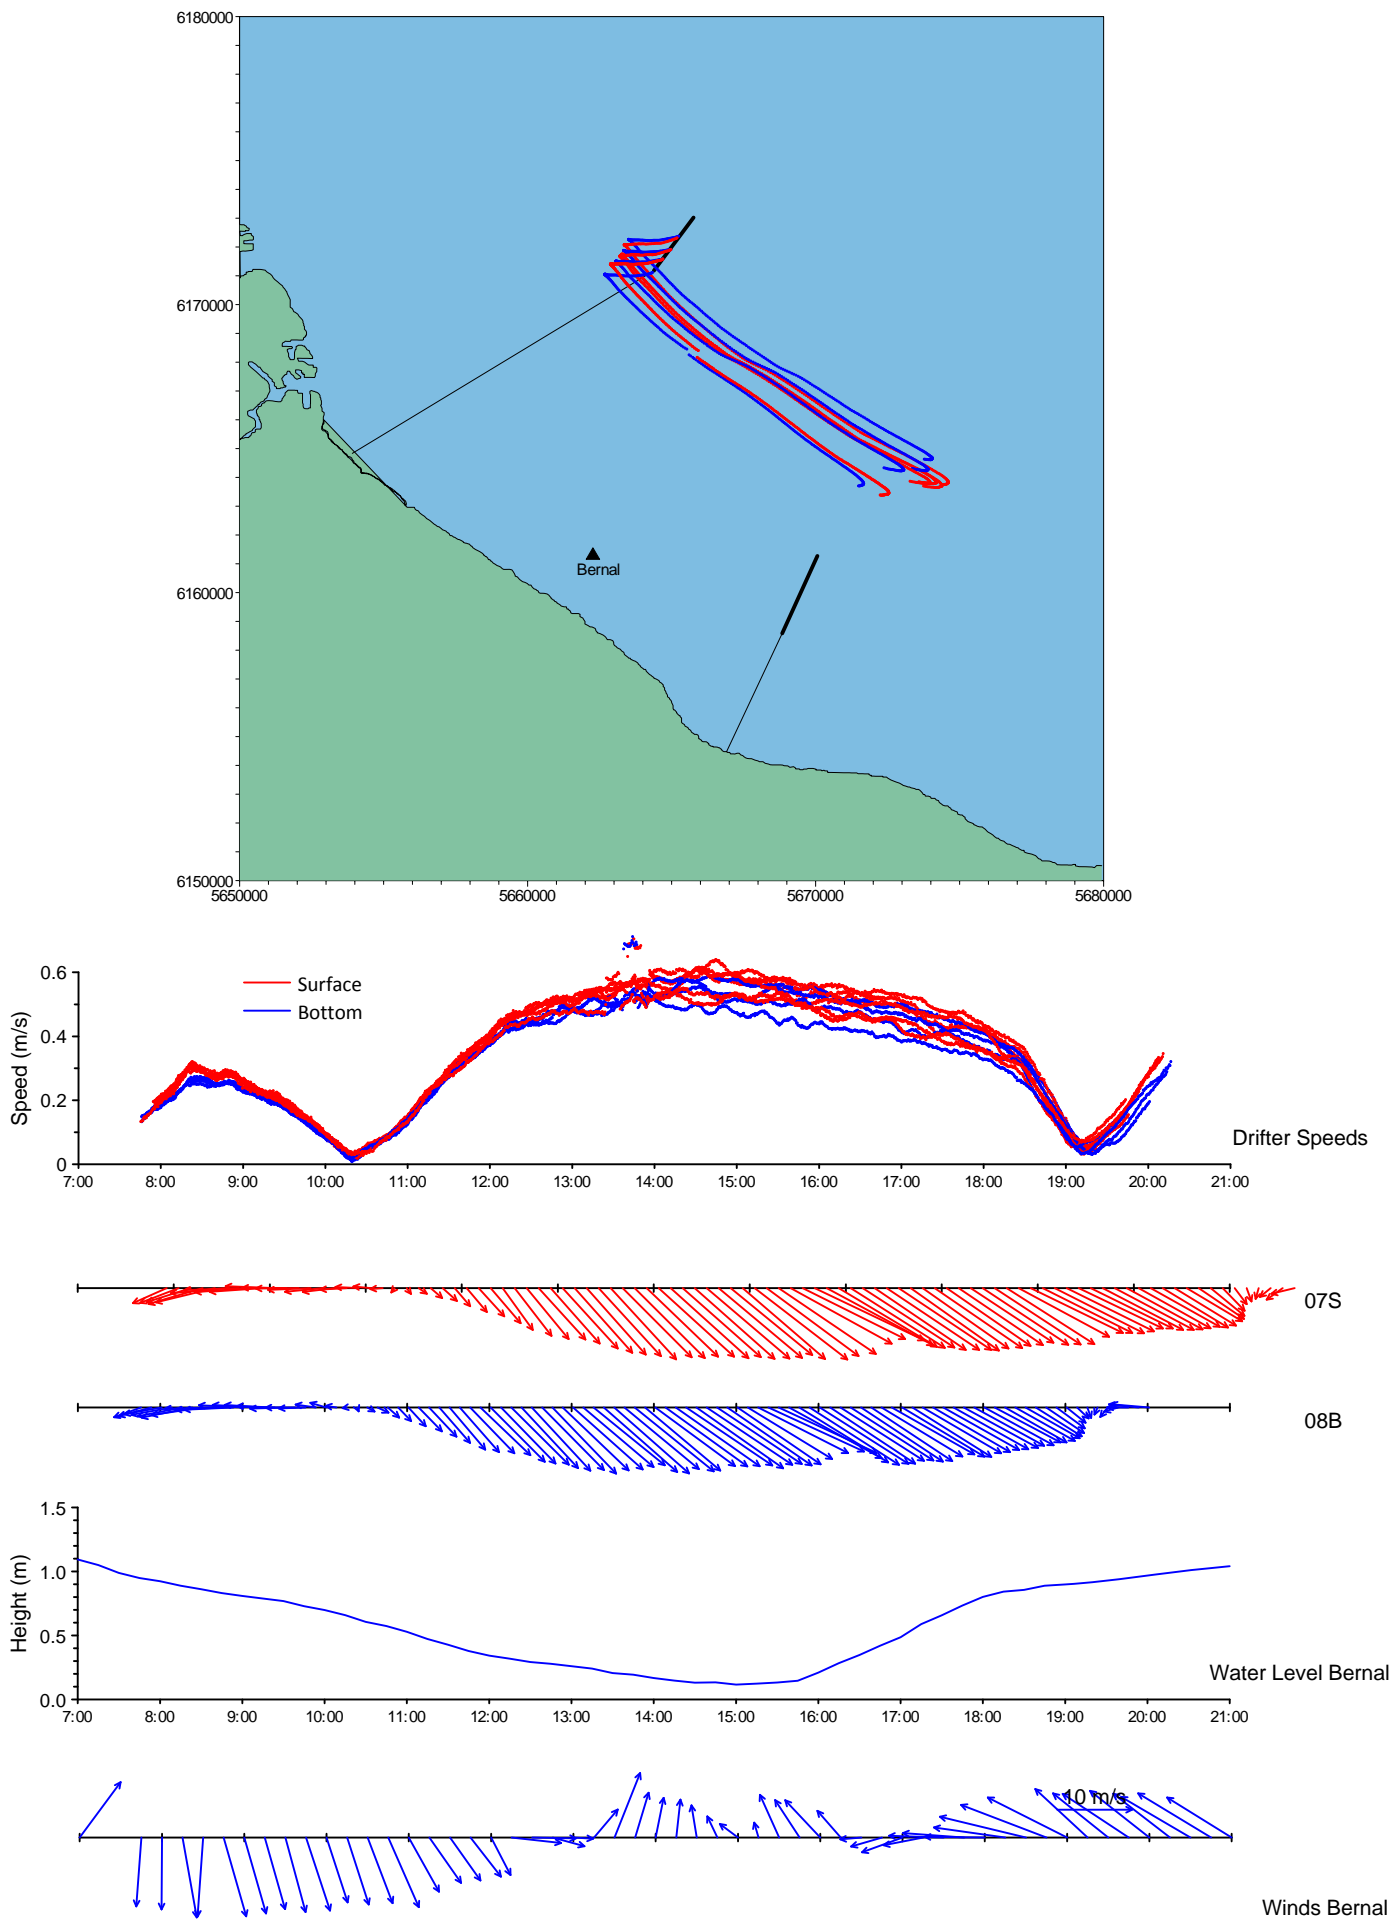 6180000
6170000
Bernal
6160000
6150000
5650000 5660000 5670000 5680000
0.6
Surface
Bottom
0.4
Speed (m/s)
0.2
Drifter Speeds
0
7:00 8:00 9:00 10:00 11:00 12:00 13:00 14:00 15:00 16:00 17:00 18:00 19:00 20:00 21:00
07S
08B
1.5
1.0
Height (m)
0.5
Water Level Bernal
0.0
7:00 8:00 9:00 10:00 11:00 12:00 13:00 14:00 15:00 16:00 17:00 18:00 19:00 20:00 21:00
10 m/s
Winds Bernal